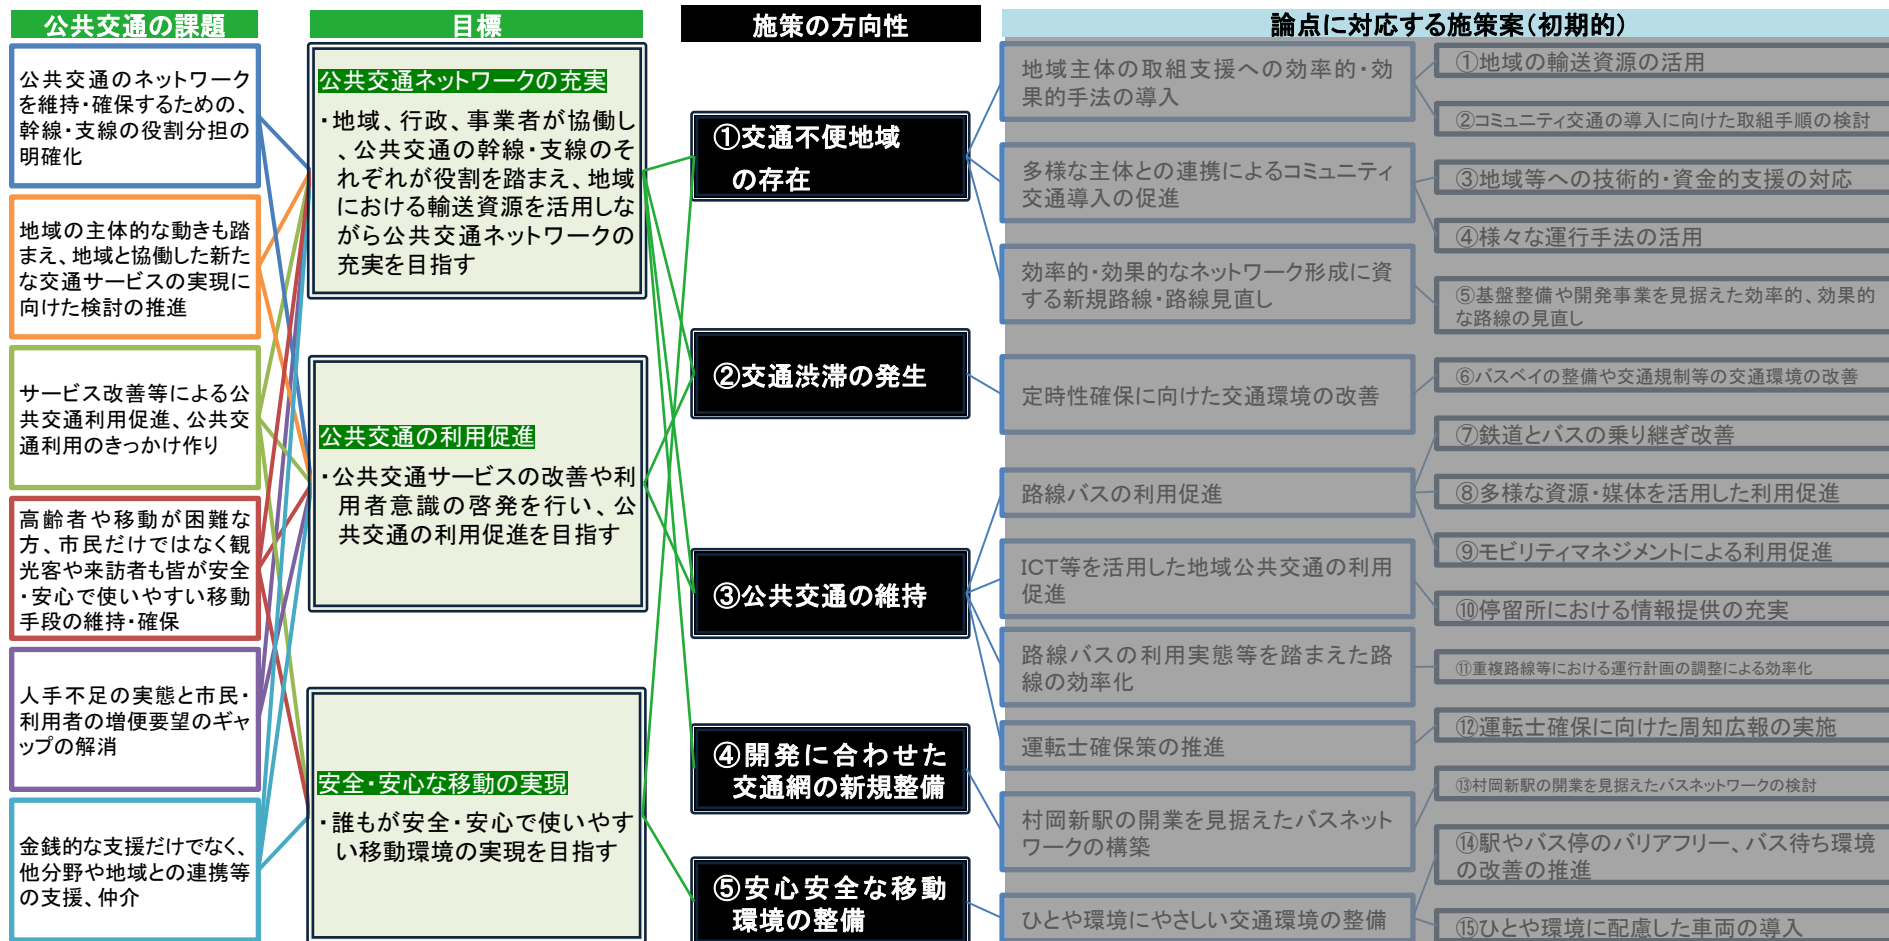 公共交通の課題
目標
施策の方向性
論点に対応する施策案（初期的）
公共交通のネットワーク
を維持・確保するための、
幹線・支線の役割分担の
明確化
地域の主体的な動きも踏
まえ、地域と協働した新た
な交通サービスの実現に
向けた検討の推進
サービス改善等による公
共交通利用促進、公共交
通利用のきっかけ作り
高齢者や移動が困難な
方、市民だけではなく観
光客や来訪者も皆が安全
・安心で使いやすい移動
手段の維持・確保
人手不足の実態と市民・
利用者の増便要望のギャ
ップの解消
金銭的な支援だけでなく、
他分野や地域との連携等
の支援、仲介
公共交通ネットワークの充実
・地域、行政、事業者が協働し
、公共交通の幹線・支線のそ
れぞれが役割を踏まえ、地域
における輸送資源を活用しな
がら公共交通ネットワークの
充実を目指す
公共交通の利用促進
・公共交通サービスの改善や利
用者意識の啓発を行い、公
共交通の利用促進を目指す
安全・安心な移動の実現
・誰もが安全・安心で使いやす
い移動環境の実現を目指す
①交通不便地域
の存在
②交通渋滞の発生
③公共交通の維持
④開発に合わせた
交通網の新規整備
⑤安心安全な移動
環境の整備
地域主体の取組支援への効率的・効
果的手法の導入
多様な主体との連携によるコミュニティ
交通導入の促進
効率的・効果的なネットワーク形成に資
する新規路線・路線見直し
定時性確保に向けた交通環境の改善
路線バスの利用促進
ICT等を活用した地域公共交通の利用
促進
路線バスの利用実態等を踏まえた路
線の効率化
運転士確保策の推進
村岡新駅の開業を見据えたバスネット
ワークの構築
ひとや環境にやさしい交通環境の整備
①地域の輸送資源の活用
②コミュニティ交通の導入に向けた取組手順の検討
③地域等への技術的・資金的支援の対応
④様々な運行手法の活用
⑤基盤整備や開発事業を見据えた効率的、効果的
な路線の見直し
⑥バスベイの整備や交通規制等の交通環境の改善
⑦鉄道とバスの乗り継ぎ改善
⑧多様な資源・媒体を活用した利用促進
⑨モビリティマネジメントによる利用促進
⑩停留所における情報提供の充実
⑪重複路線等における運行計画の調整による効率化
⑫運転士確保に向けた周知広報の実施
⑬村岡新駅の開業を見据えたバスネットワークの検討
⑭駅やバス停のバリアフリー、バス待ち環境
の改善の推進
⑮ひとや環境に配慮した車両の導入